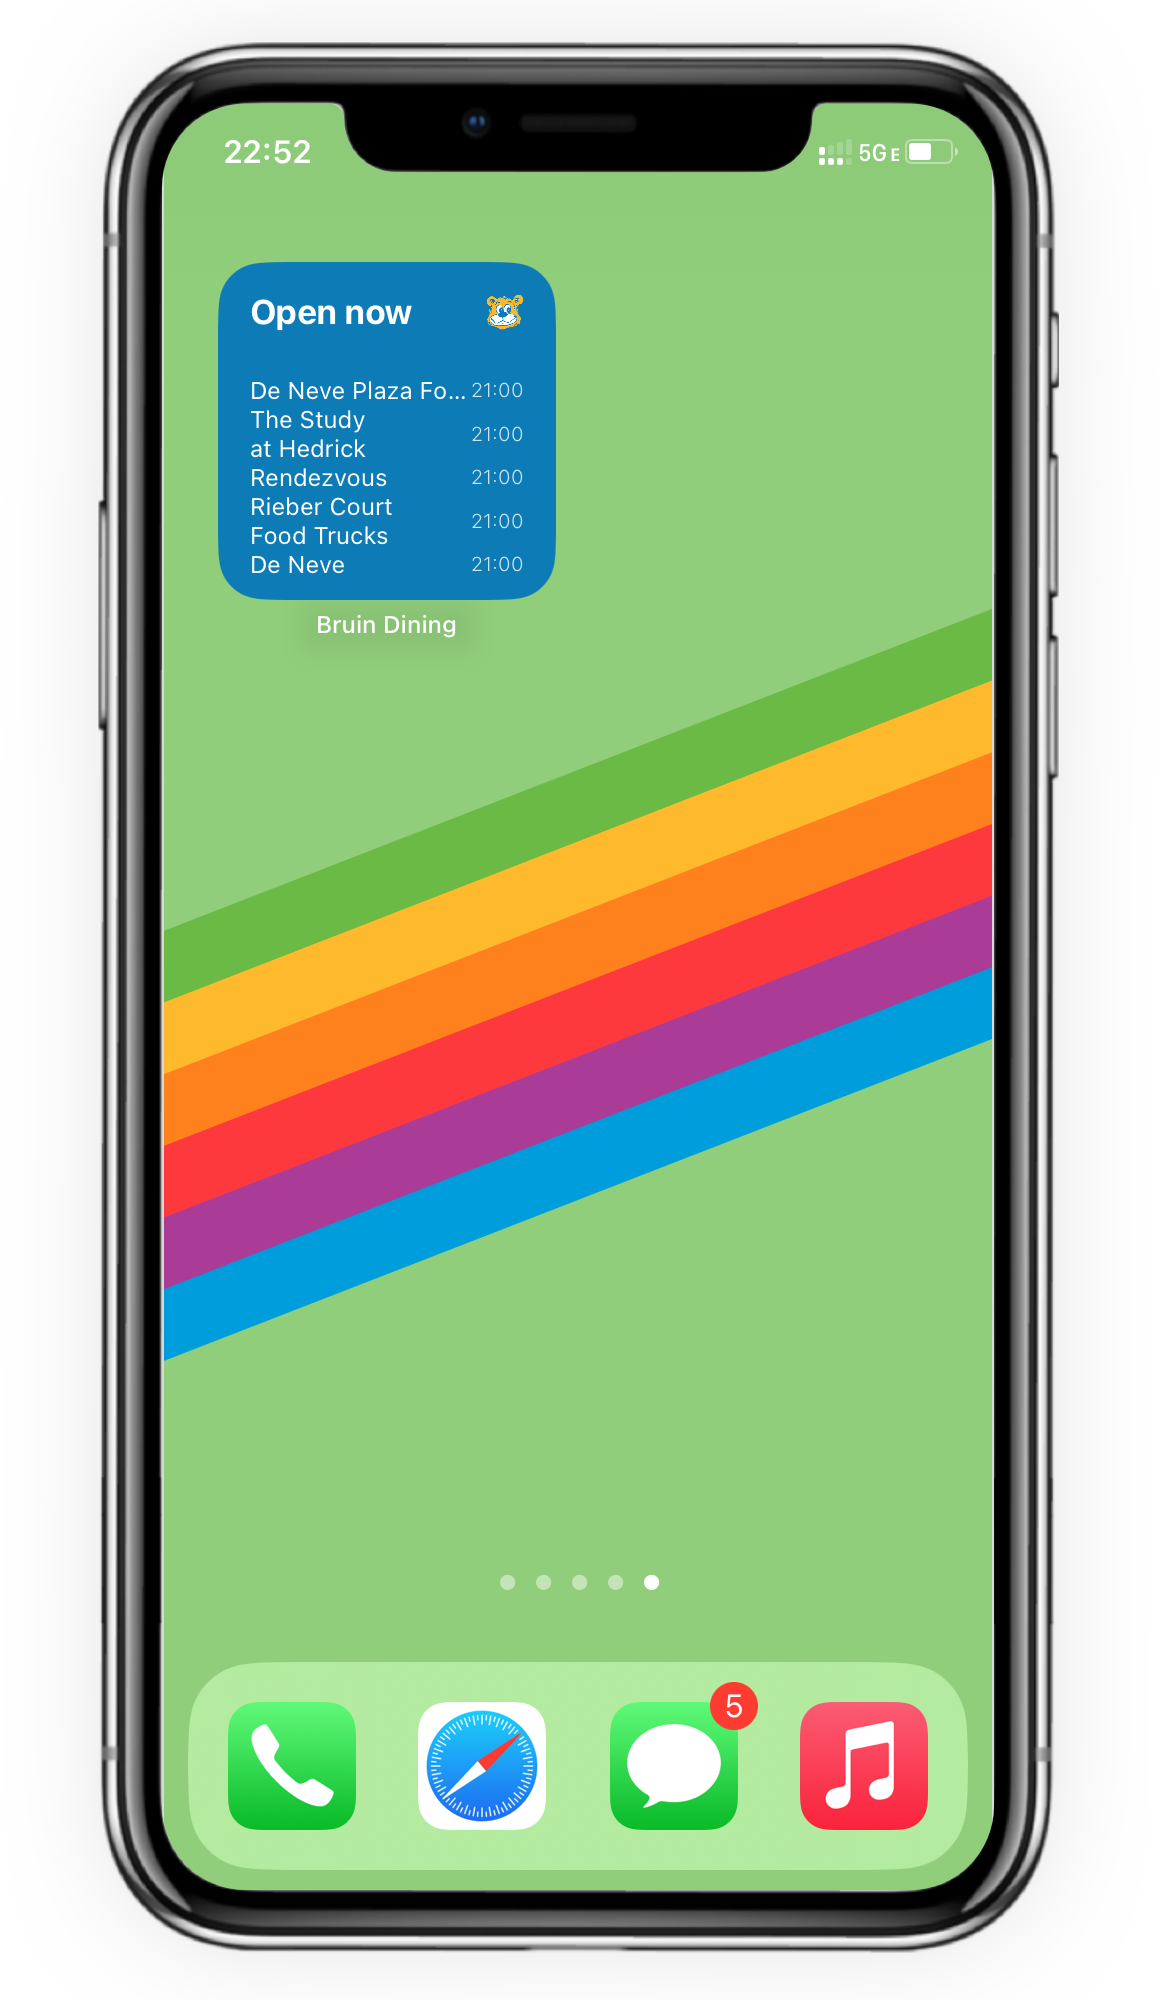 22:52
5G E
Open now
De Neve Plaza Fo... 21:00
The Study
at Hedrick 21:00
Rendezvous 21:00
Rieber Court
Food Trucks 21:00
De Neve 21:00
Bruin Dining
5